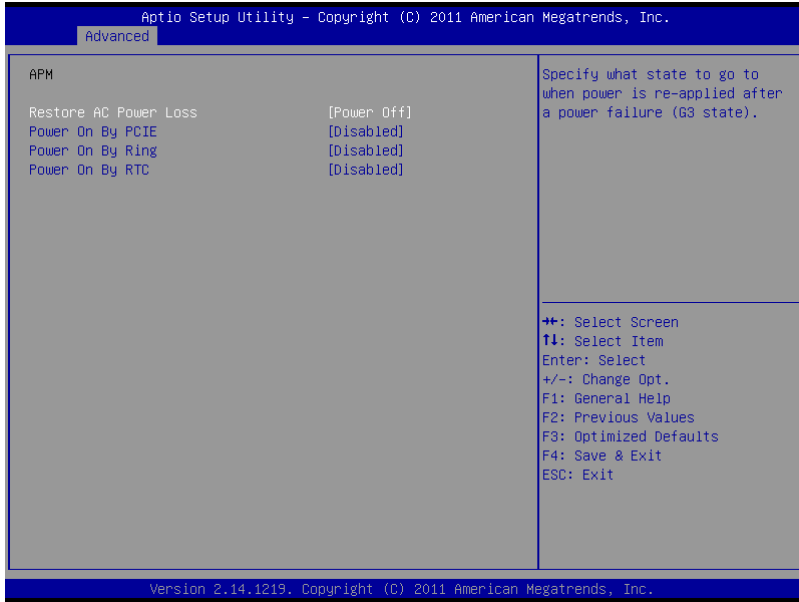 Aptio Setup Utility – Copyright (C) 2011 American Megatrends, Inc.
Advanced
APM
Restore AC Power Loss [Power Off]
Power On By PCIE [Disabled]
Power On By Ring [Disabled]
Power On By RTC [Disabled]
Specify what state to go to
when power is re-applied after
a power failure (G3 state).
→←: Select Screen
↑↓: Select Item
Enter: Select
+/-: Change Opt.
F1: General Help
F2: Previous Values
F3: Optimized Defaults
F4: Save & Exit
ESC: Exit
Version 2.14.1219. Copyright (C) 2011 American Megatrends, Inc.